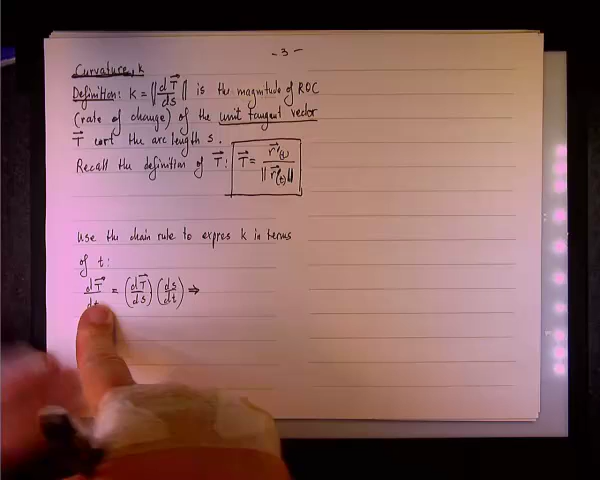 - 3 -
Curvature, k
Definition: k = ||dT⃗/ds|| is the magnitude of ROC
(rate of change) of the unit tangent vector
T⃗ wrt the arc length s.
Recall the definition of T⃗: T⃗ = r⃗'(t) / ||r⃗'(t)||
Use the chain rule to expres k in terms
of t:
dT⃗/dt = (dT⃗/ds) (ds/dt) ⇒